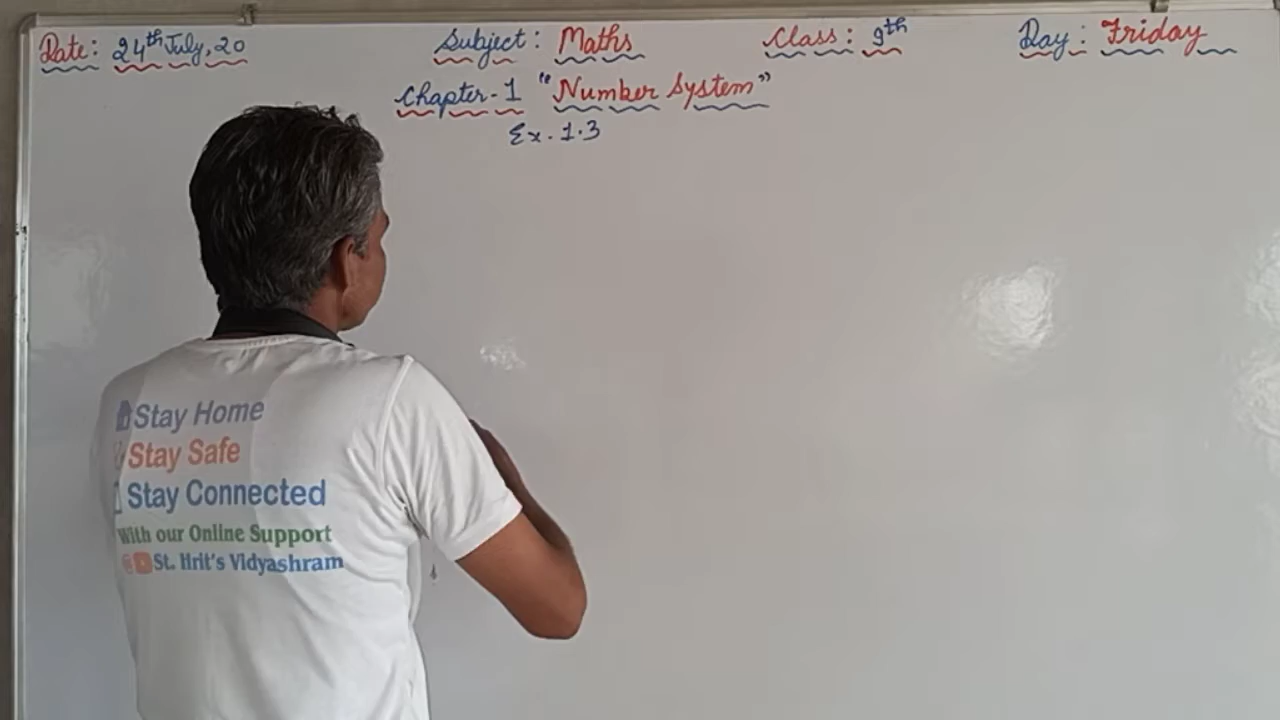 Date: 24th July, 20 Subject: Maths Class: 9th Day: Friday
Chapter-1 "Number System"
Ex. 1.3
Stay Home
Stay Safe
Stay Connected
With our Online Support
St. Hrit's Vidyashram